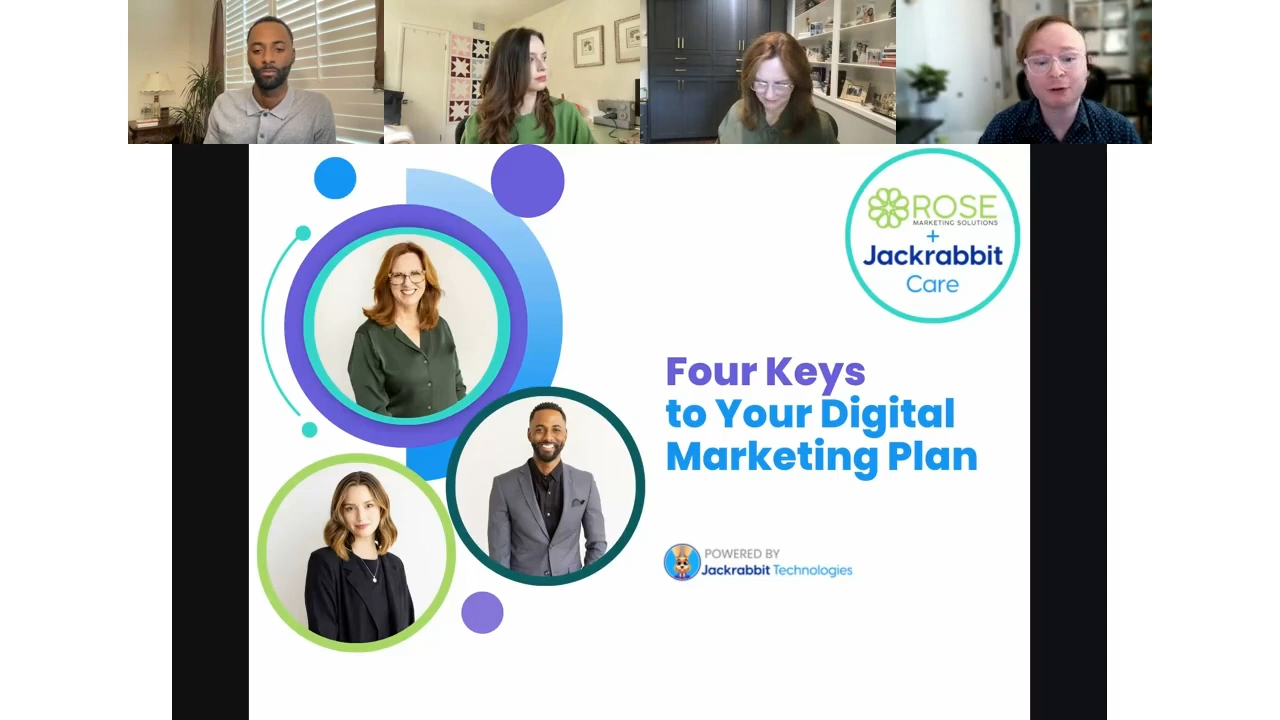 ROSE
MARKETING SOLUTIONS
+
Jackrabbit
Care
Four Keys
to Your Digital
Marketing Plan
POWERED BY
Jackrabbit Technologies